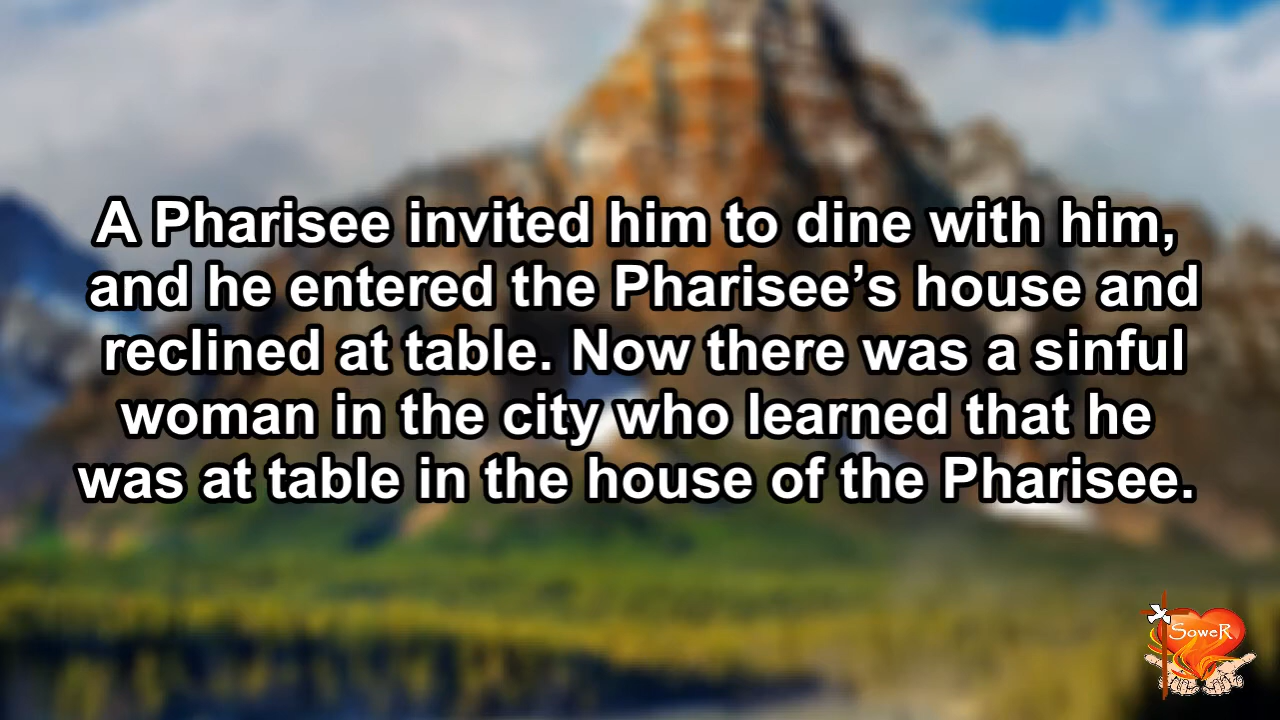 A Pharisee invited him to dine with him,
and he entered the Pharisee’s house and
reclined at table. Now there was a sinful
woman in the city who learned that he
was at table in the house of the Pharisee.
SoweR